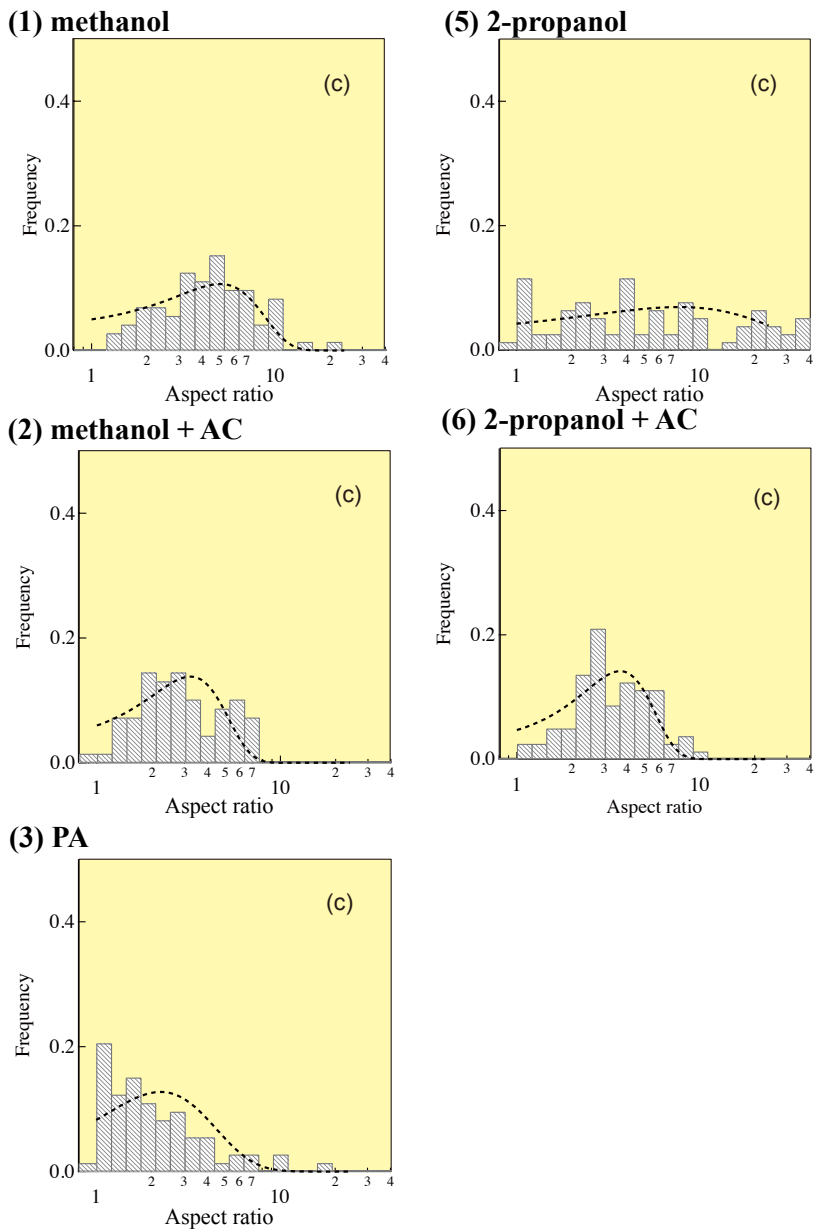 (1) methanol
(c)
0.4
0.2
0.0
Frequency
1 2 3 4 5 6 7 10 2 3 4
Aspect ratio
(2) methanol + AC
(c)
0.4
0.2
0.0
Frequency
1 2 3 4 5 6 7 10 2 3 4
Aspect ratio
(3) PA
(c)
0.4
0.2
0.0
Frequency
1 2 3 4 5 6 7 10 2 3 4
Aspect ratio
(5) 2-propanol
(c)
0.4
0.2
0.0
Frequency
1 2 3 4 5 6 7 10 2 3 4
Aspect ratio
(6) 2-propanol + AC
(c)
0.4
0.2
0.0
Frequency
1 2 3 4 5 6 7 10 2 3 4
Aspect ratio